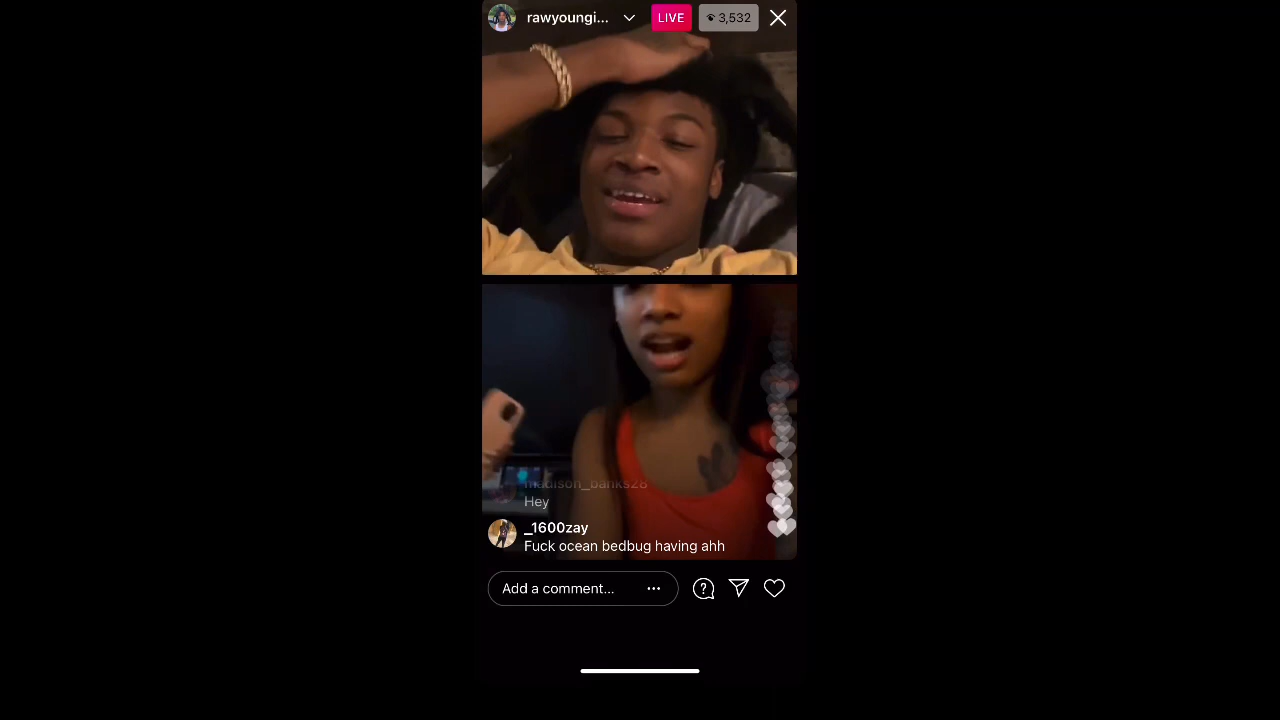 rawyoungi...
LIVE
3,532
madison_banks28
Hey
_1600zay
Fuck ocean bedbug having ahh
Add a comment...